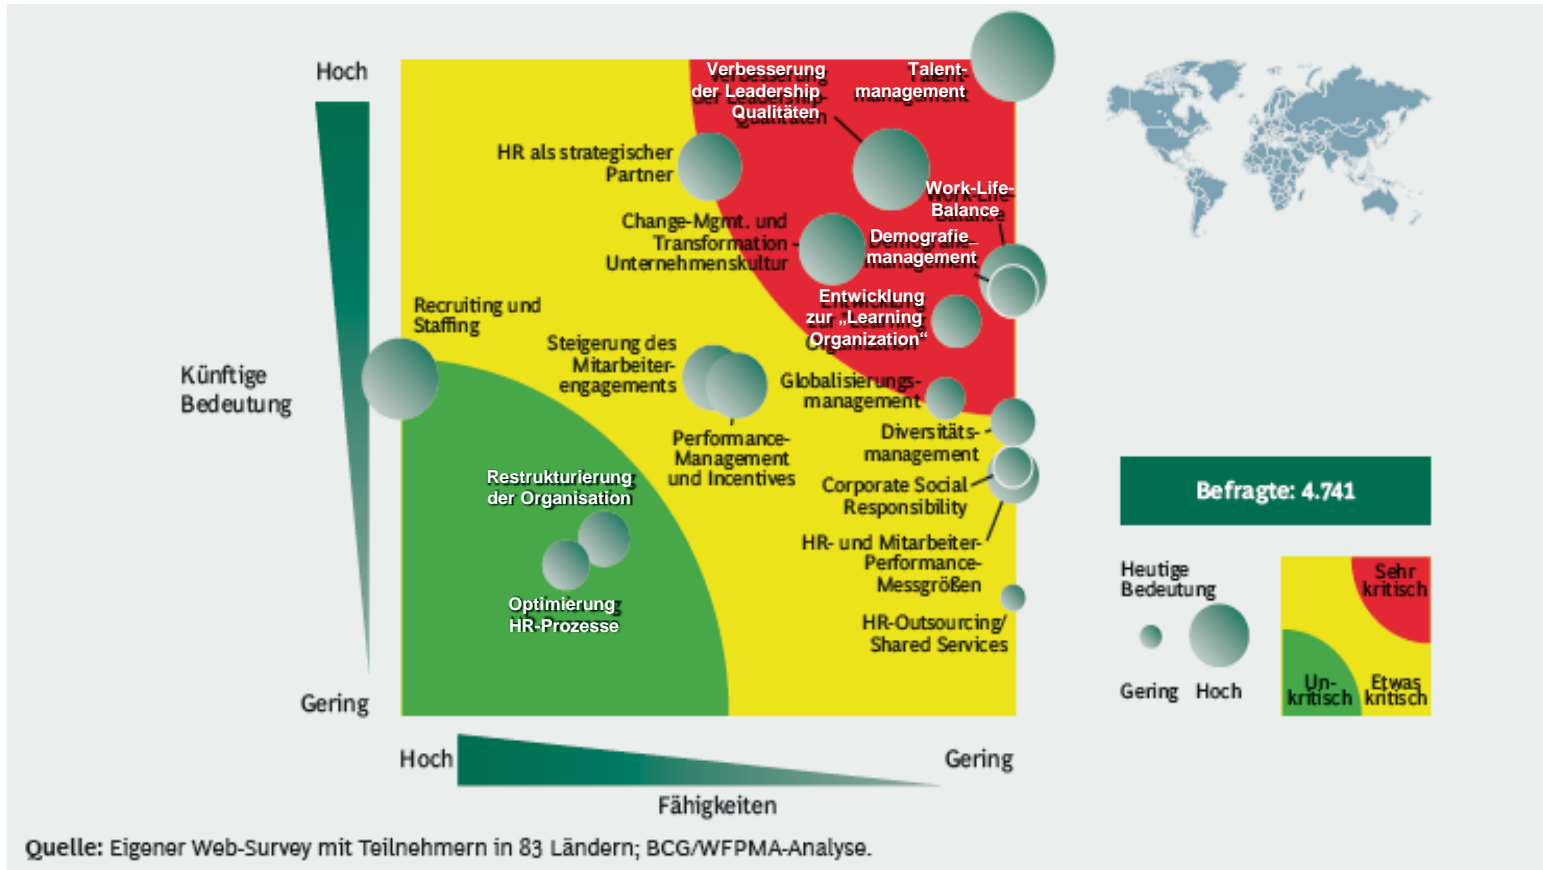 Hoch
Verbesserung
der Leadership
Qualitäten
Talent-
management
HR als strategischer
Partner
Work-Life-
Balance
Change-Mgmt. und
Transformation
Unternehmenskultur
Demografie_
management
Entwicklung
zur „Learning
Organization“
Recruiting und
Staffing
Steigerung des
Mitarbeiter-
engagements
Künftige
Bedeutung
Globalisierungs-
management
Diversitäts-
management
Performance-
Management
und Incentives
Restrukturierung
der Organisation
Corporate Social
Responsibility
HR- und Mitarbeiter-
Performance-
Messgrößen
Optimierung
HR-Prozesse
HR-Outsourcing/
Shared Services
Gering
Hoch
Gering
Fähigkeiten
Befragte: 4.741
Heutige
Bedeutung
Gering Hoch
Sehr
kritisch
Un-
kritisch
Etwas
kritisch
Quelle: Eigener Web-Survey mit Teilnehmern in 83 Ländern; BCG/WFPMA-Analyse.